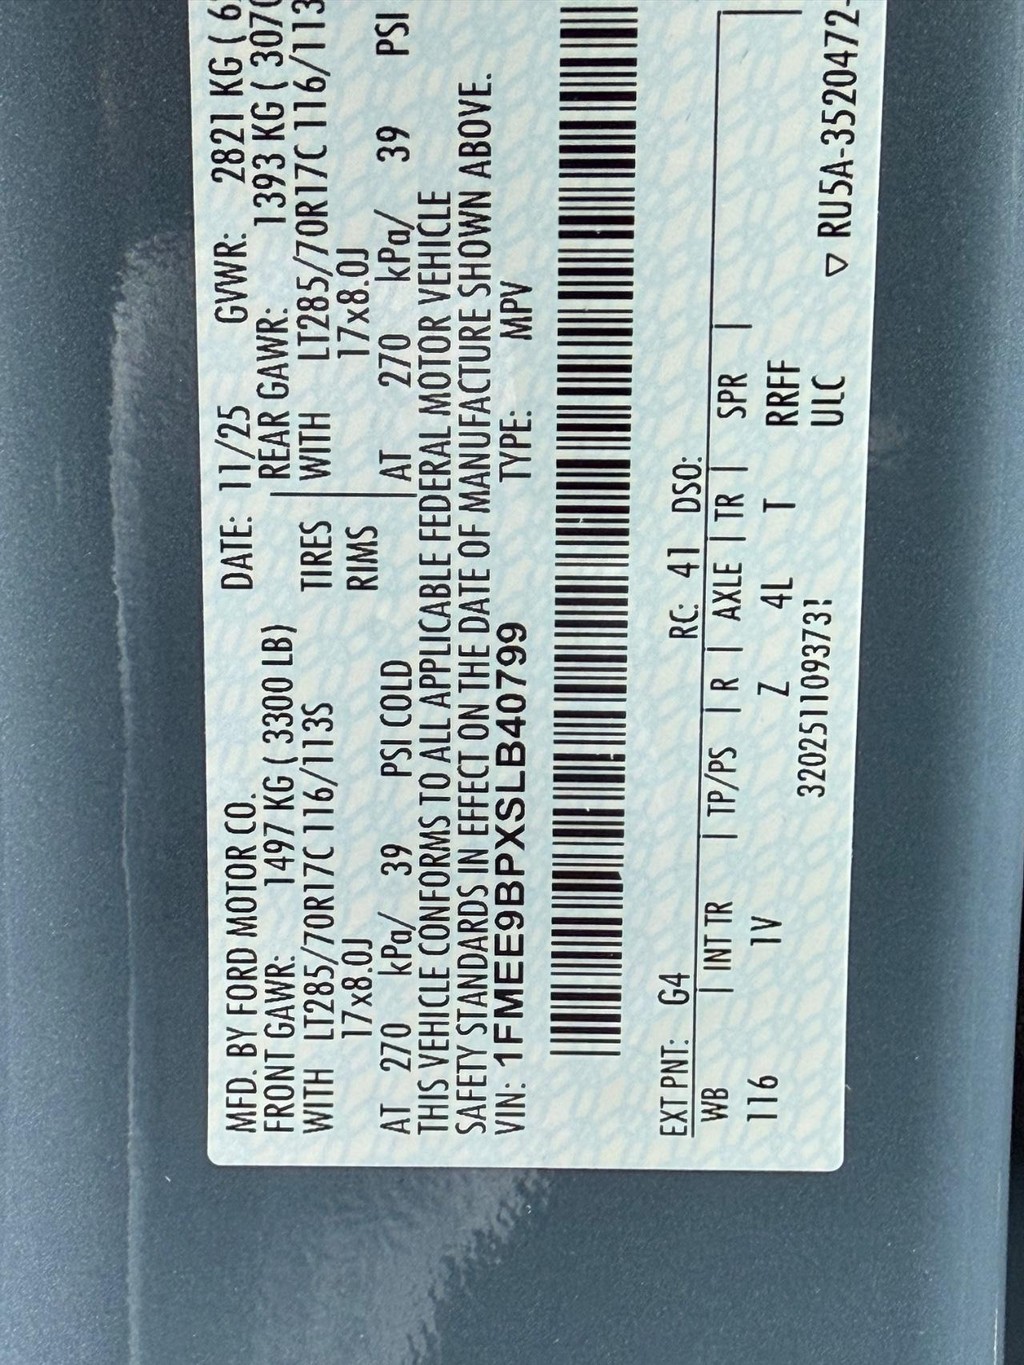 MFD. BY FORD MOTOR CO. DATE: 11/25 GVWR: 2821 KG ( 6
FRONT GAWR: 1497 KG ( 3300 LB) REAR GAWR: 1393 KG ( 307
WITH LT285/70R17C 116/113S TIRES WITH LT285/70R17C 116/113
17x8.0J RIMS 17x8.0J
AT 270 kPa/ 39 PSI COLD AT 270 kPa/ 39 PSI
THIS VEHICLE CONFORMS TO ALL APPLICABLE FEDERAL MOTOR VEHICLE
SAFETY STANDARDS IN EFFECT ON THE DATE OF MANUFACTURE SHOWN ABOVE.
VIN: 1FMEE9BPXSLB40799 TYPE: MPV
EXT PNT: G4 RC: 41 DSO:
WB | INT TR | TP/PS | R | AXLE | TR | SPR |
116 1V Z 4L T RRFF
320251109373! ULC ▽ RU5A-3520472-